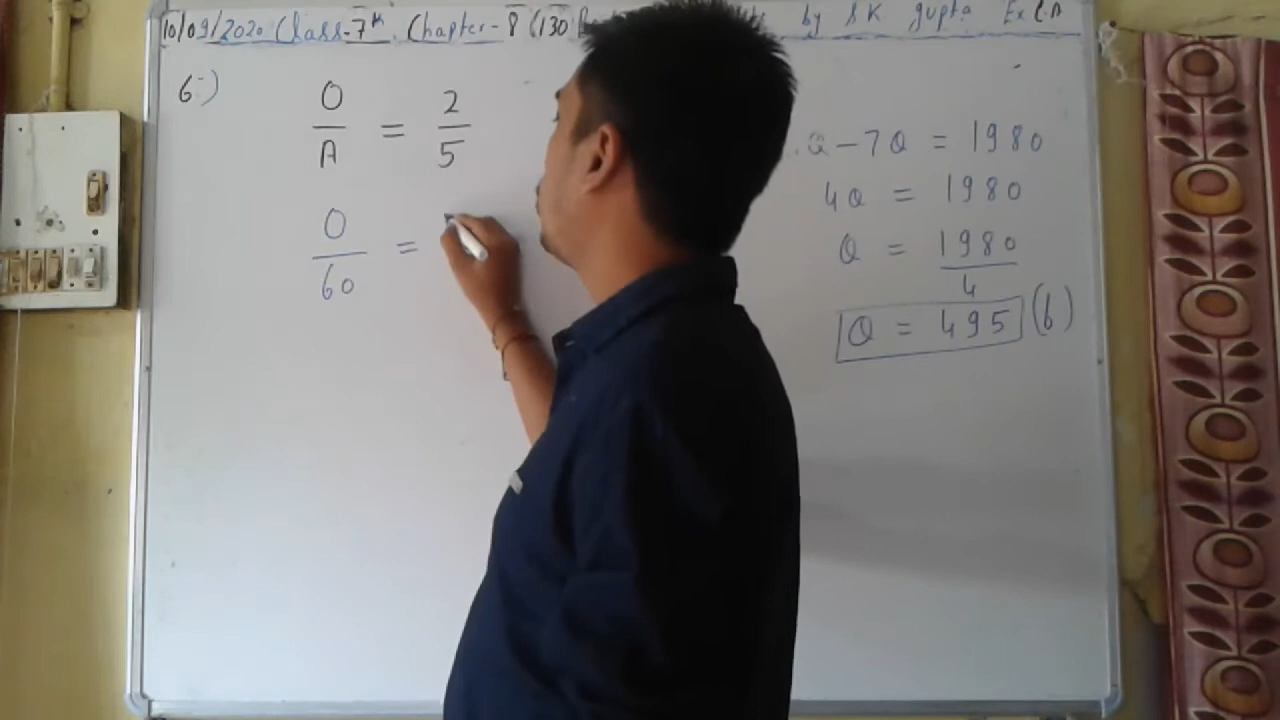 10/09/2020 Class-7th Chapter-8 (130 by S K Gupta Ex
6)
O/A = 2/5
O/60 =
Q-7Q = 1980
4Q = 1980
Q = 1980/4
Q = 495 (b)